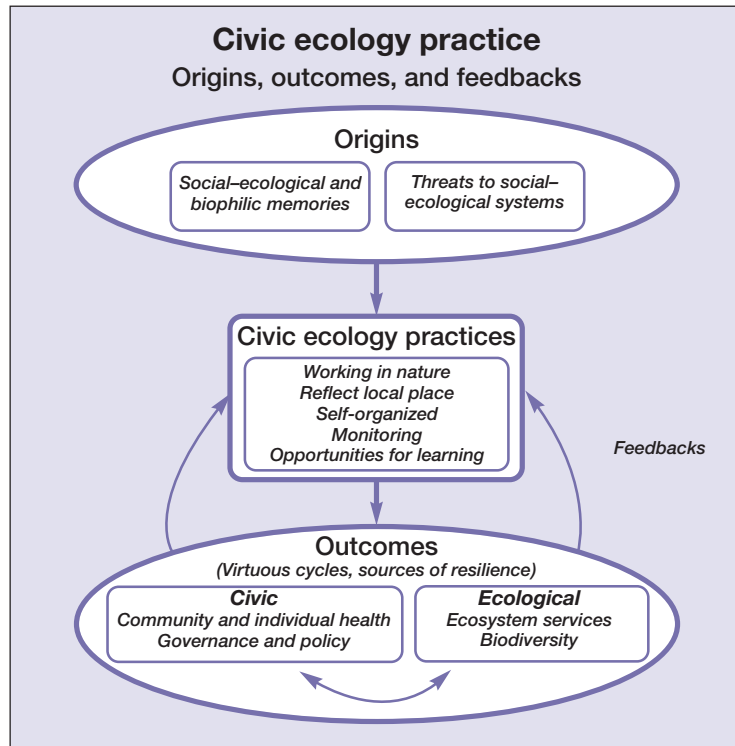 Civic ecology practice
Origins, outcomes, and feedbacks
Origins
Social–ecological and
biophilic memories
Threats to social–
ecological systems
Civic ecology practices
Working in nature
Reflect local place
Self-organized
Monitoring
Opportunities for learning
Feedbacks
Outcomes
(Virtuous cycles, sources of resilience)
Civic
Community and individual health
Governance and policy
Ecological
Ecosystem services
Biodiversity